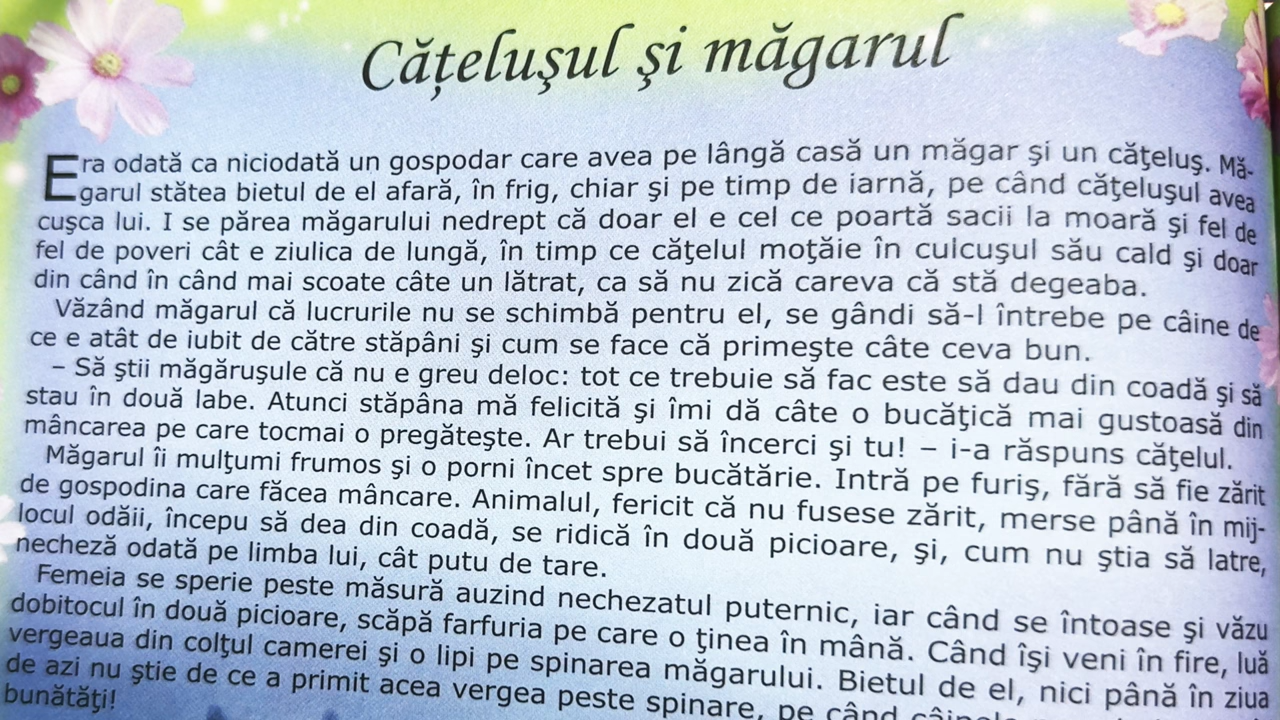 Căţeluşul şi măgarul
Era odată ca niciodată un gospodar care avea pe lângă casă un măgar şi un căţeluş. Mă-
garul stătea bietul de el afară, în frig, chiar şi pe timp de iarnă, pe când căţeluşul avea
cuşca lui. I se părea măgarului nedrept că doar el e cel ce poartă sacii la moară şi fel de
fel de poveri cât e ziulica de lungă, în timp ce căţelul moţăie în culcuşul său cald şi doar
din când în când mai scoate câte un lătrat, ca să nu zică careva că stă degeaba.
Văzând măgarul că lucrurile nu se schimbă pentru el, se gândi să-l întrebe pe câine de
ce e atât de iubit de către stăpâni şi cum se face că primeşte câte ceva bun.
– Să ştii măgăruşule că nu e greu deloc: tot ce trebuie să fac este să dau din coadă şi să
stau în două labe. Atunci stăpâna mă felicită şi îmi dă câte o bucăţică mai gustoasă din
mâncarea pe care tocmai o pregăteşte. Ar trebui să încerci şi tu! – i-a răspuns căţelul.
Măgarul îi mulţumi frumos şi o porni încet spre bucătărie. Intră pe furiş, fără să fie zărit
de gospodina care făcea mâncare. Animalul, fericit că nu fusese zărit, merse până în mij-
locul odăii, începu să dea din coadă, se ridică în două picioare, şi, cum nu ştia să latre,
necheză odată pe limba lui, cât putu de tare.
Femeia se sperie peste măsură auzind nechezatul puternic, iar când se întoase şi văzu
dobitocul în două picioare, scăpă farfuria pe care o ţinea în mână. Când îşi veni în fire, luă
vergeaua din colţul camerei şi o lipi pe spinarea măgarului. Bietul de el, nici până în ziua
de azi nu ştie de ce a primit acea vergea peste spinare, pe când câinele
bunătăţi!